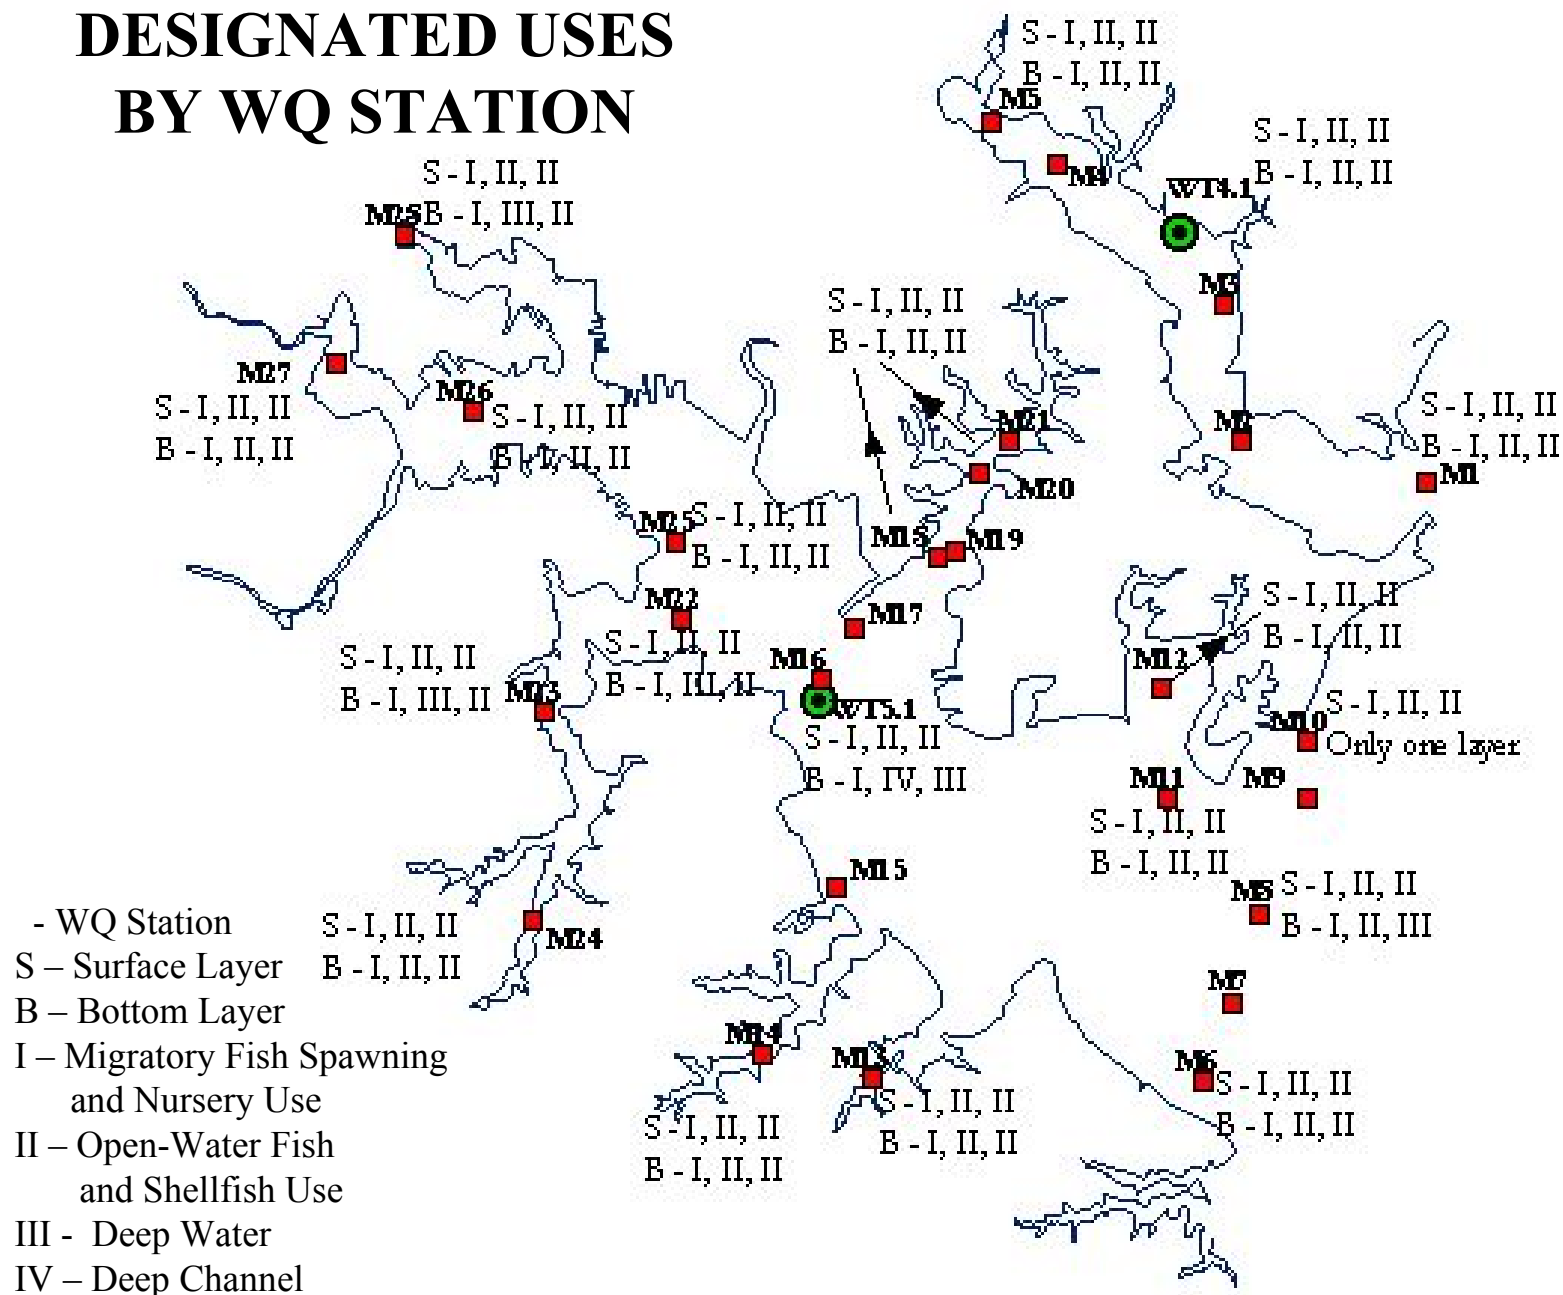 DESIGNATED USES
BY WQ STATION
S - I, II, II
B - I, II, II
M5
M4
S - I, II, II
B - I, II, II
WT4.1
S - I, II, II
B - I, III, II
M28
M3
S - I, II, II
B - I, II, II
M27
S - I, II, II
B - I, II, II
M26
S - I, II, II
B - I, II, II
M21
M2
S - I, II, II
B - I, II, II
M1
M20
M25
S - I, II, II
B - I, II, II
M18
M19
M22
S - I, II, II
B - I, III, II
M17
S - I, II, II
B - I, II, II
M12
S - I, II, II
B - I, III, II
M23
M16
WT5.1
S - I, II, II
B - I, IV, III
M10
S - I, II, II
Only one layer
M11
S - I, II, II
B - I, II, II
M9
M15
M8
S - I, II, II
B - I, II, III
S - I, II, II
B - I, II, II
M24
M7
M14
S - I, II, II
B - I, II, II
M13
S - I, II, II
B - I, II, II
M6
S - I, II, II
B - I, II, II
- WQ Station
S – Surface Layer
B – Bottom Layer
I – Migratory Fish Spawning
and Nursery Use
II – Open-Water Fish
and Shellfish Use
III - Deep Water
IV – Deep Channel